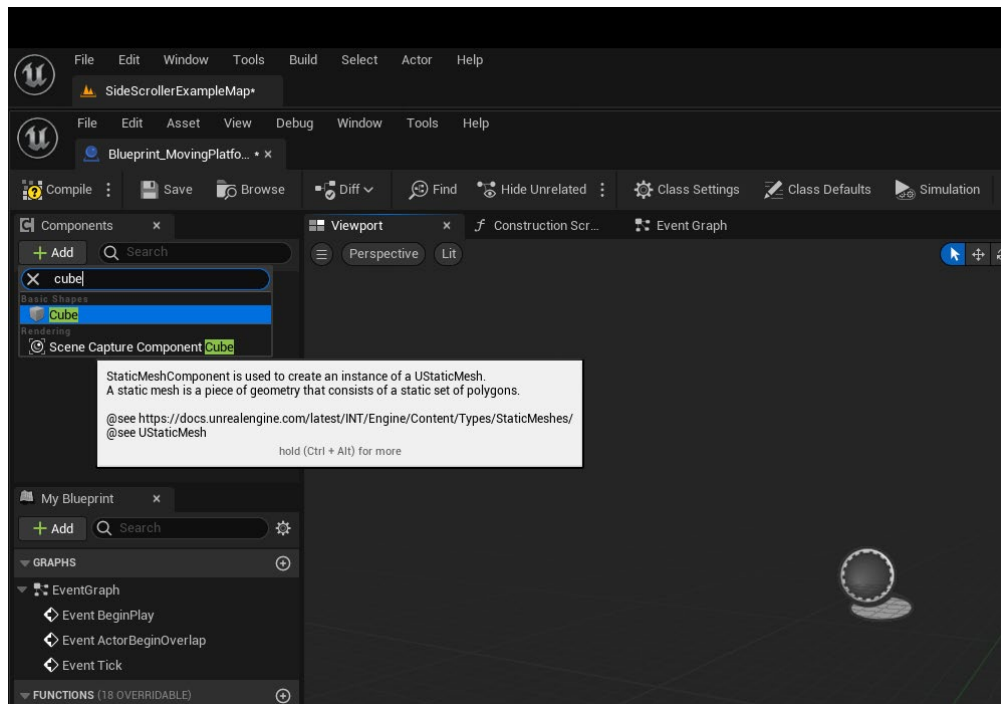 File Edit Window Tools Build Select Actor Help
SideScrollerExampleMap*
File Edit Asset View Debug Window Tools Help
Blueprint_MovingPlatfo... •
Compile Save Browse Diff Find Hide Unrelated Class Settings Class Defaults Simulation
Components Viewport Construction Scr... Event Graph
Add Search Perspective Lit
cube
Basic Shapes
Cube
Rendering
Scene Capture Component Cube
StaticMeshComponent is used to create an instance of a UStaticMesh.
A static mesh is a piece of geometry that consists of a static set of polygons.
@see https://docs.unrealengine.com/latest/INT/Engine/Content/Types/StaticMeshes/
@see UStaticMesh
hold (Ctrl + Alt) for more
My Blueprint
Add Search
GRAPHS
EventGraph
Event BeginPlay
Event ActorBeginOverlap
Event Tick
FUNCTIONS (18 OVERRIDABLE)